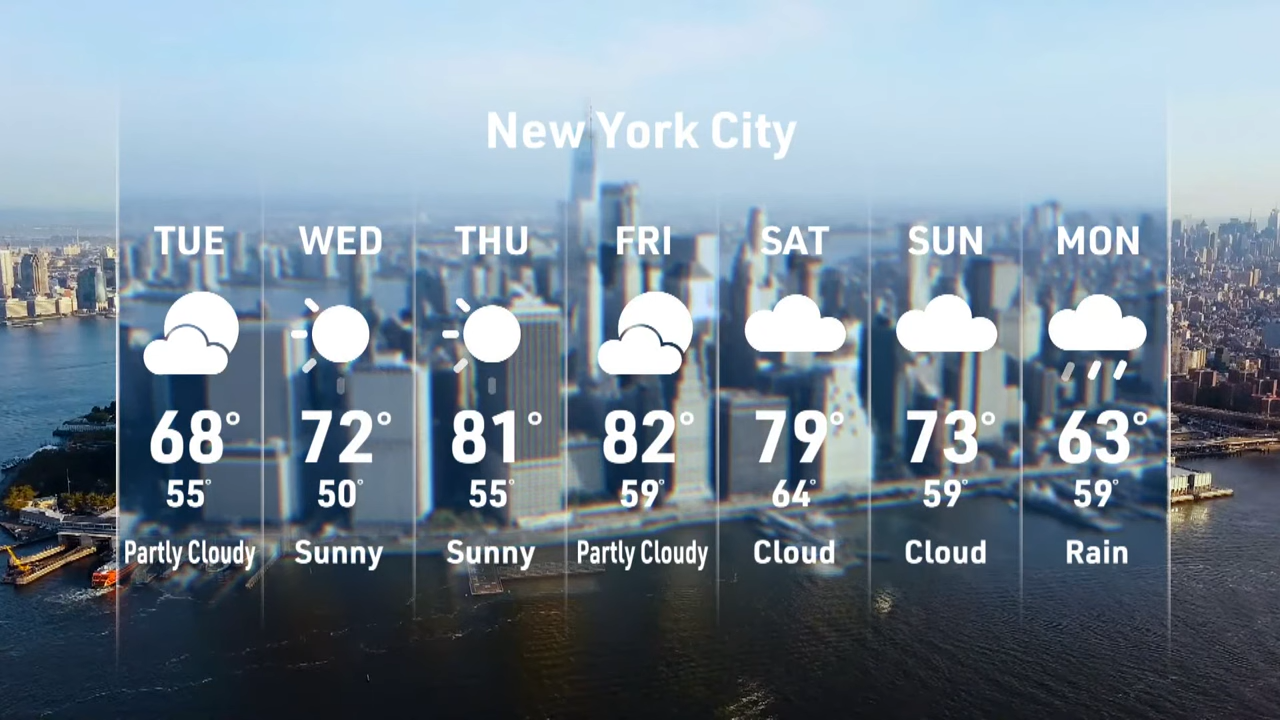 New York City
TUE WED THU FRI SAT SUN MON
68° 72° 81° 82° 79° 73° 63°
55° 50° 55° 59° 64° 59° 59°
Partly Cloudy Sunny Sunny Partly Cloudy Cloud Cloud Rain